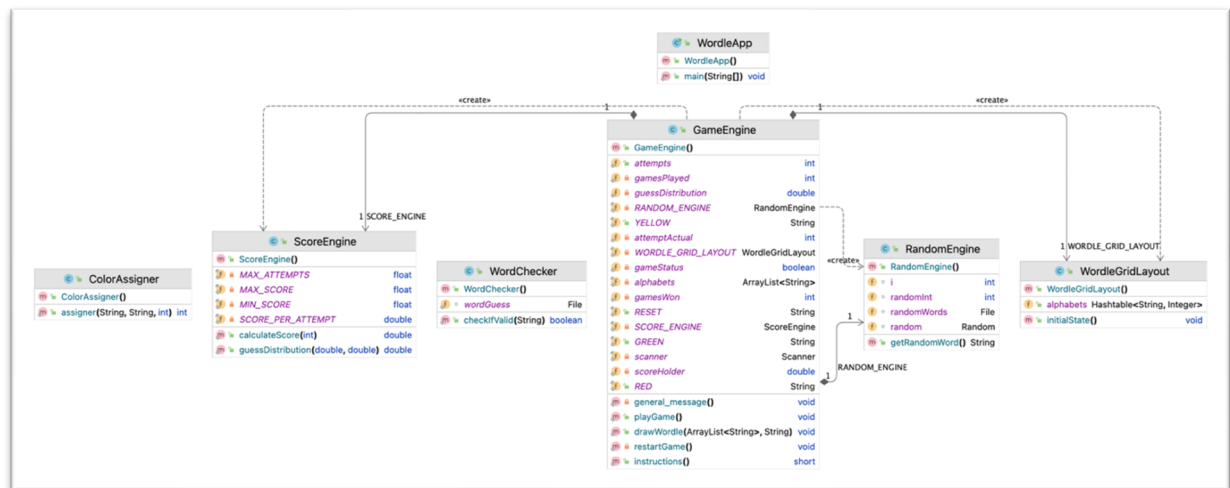 WordleApp
WordleApp()
main(String[]) void
«create»
1
1
«create»
GameEngine
GameEngine()
attempts int
gamesPlayed int
guessDistribution double
RANDOM_ENGINE RandomEngine
YELLOW String
attemptActual int
WORDLE_GRID_LAYOUT WordleGridLayout
gameStatus boolean
alphabets ArrayList<String>
gamesWon int
RESET String
SCORE_ENGINE ScoreEngine
GREEN String
scanner Scanner
scoreHolder double
RED String
general_message() void
playGame() void
drawWordle(ArrayList<String>, String) void
restartGame() void
instructions() short
1 SCORE_ENGINE
ScoreEngine
ScoreEngine()
MAX_ATTEMPTS float
MAX_SCORE float
MIN_SCORE float
SCORE_PER_ATTEMPT double
calculateScore(int) double
guessDistribution(double, double) double
ColorAssigner
ColorAssigner()
assigner(String, String, int) int
WordChecker
WordChecker()
wordGuess File
checkIfValid(String) boolean
«create»
RandomEngine
RandomEngine()
i int
randomInt int
randomWords File
random Random
getRandomWord() String
1
1
RANDOM_ENGINE
1 WORDLE_GRID_LAYOUT
WordleGridLayout
WordleGridLayout()
alphabets Hashtable<String, Integer>
initialState() void